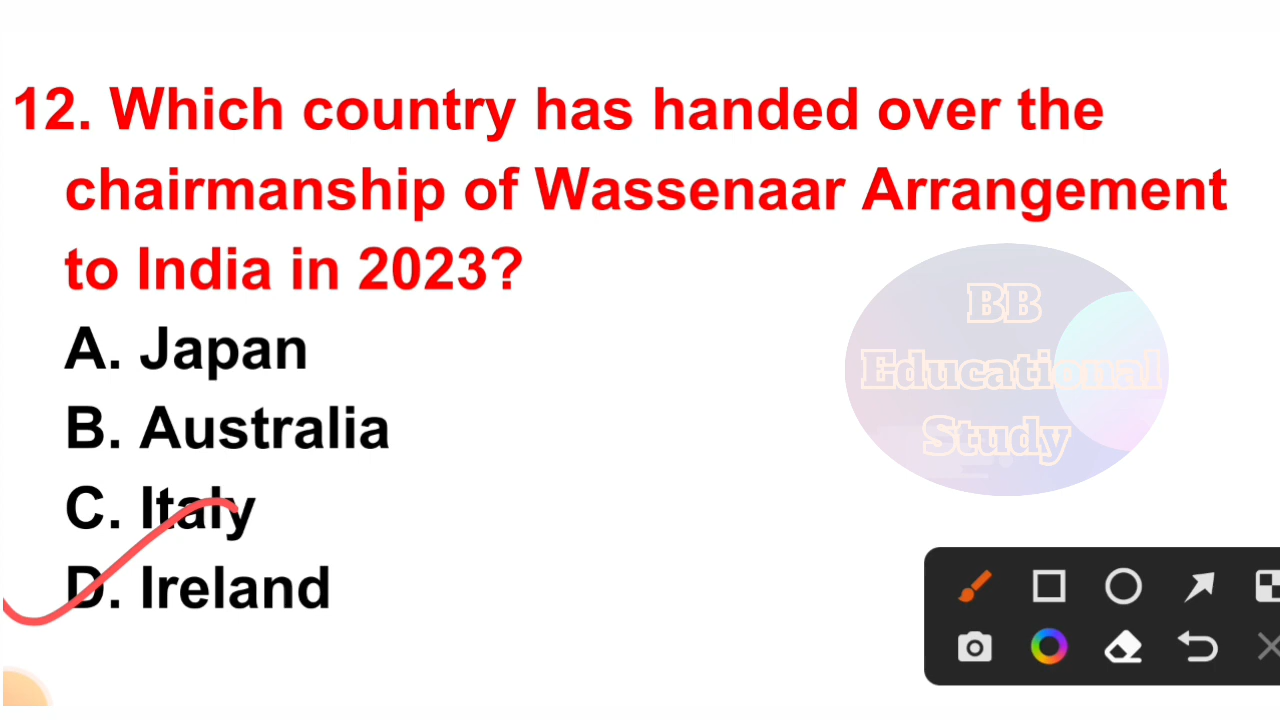 12. Which country has handed over the
chairmanship of Wassenaar Arrangement
to India in 2023?
A. Japan
B. Australia
C. Italy
D. Ireland
BB
Educational
Study